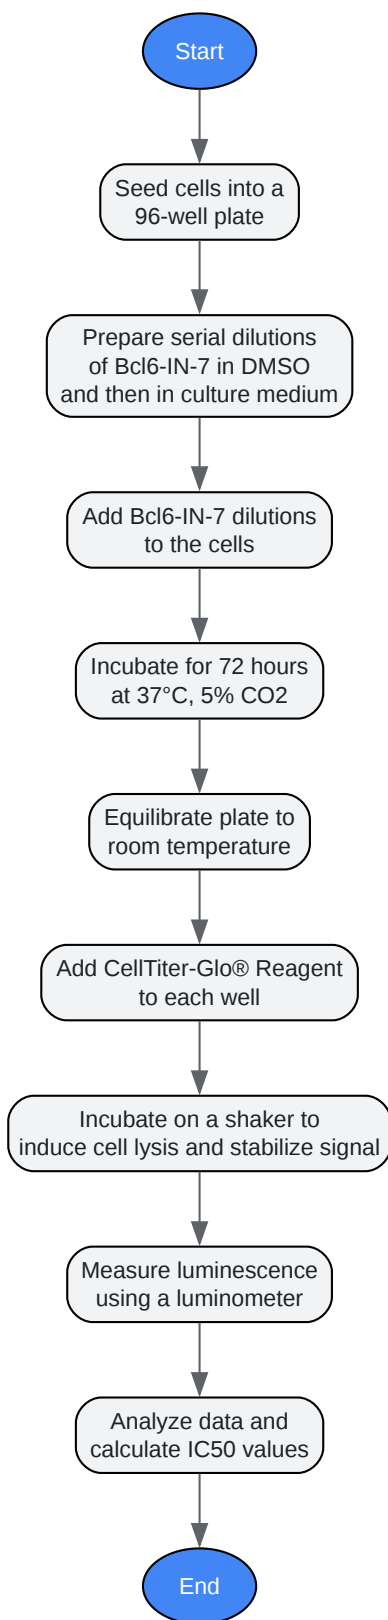 Start
Seed cells into a
96-well plate
Prepare serial dilutions
of Bcl6-IN-7 in DMSO
and then in culture medium
Add Bcl6-IN-7 dilutions
to the cells
Incubate for 72 hours
at 37°C, 5% CO2
Equilibrate plate to
room temperature
Add CellTiter-Glo® Reagent
to each well
Incubate on a shaker to
induce cell lysis and stabilize signal
Measure luminescence
using a luminometer
Analyze data and
calculate IC50 values
End